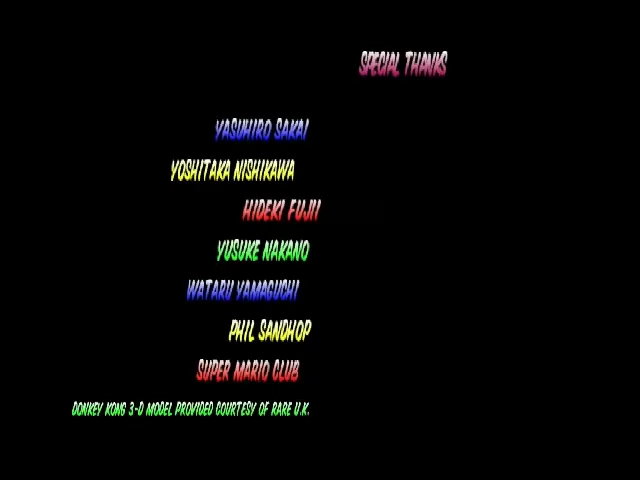 SPECIAL THANKS
YASUHIRO SAKAI
YOSHITAKA NISHIKAWA
HIDEKI FUJII
YUSUKE NAKANO
WATARU YAMAGUCHI
PHIL SANDHOP
SUPER MARIO CLUB
DONKEY KONG 3-D MODEL PROVIDED COURTESY OF RARE U.K.